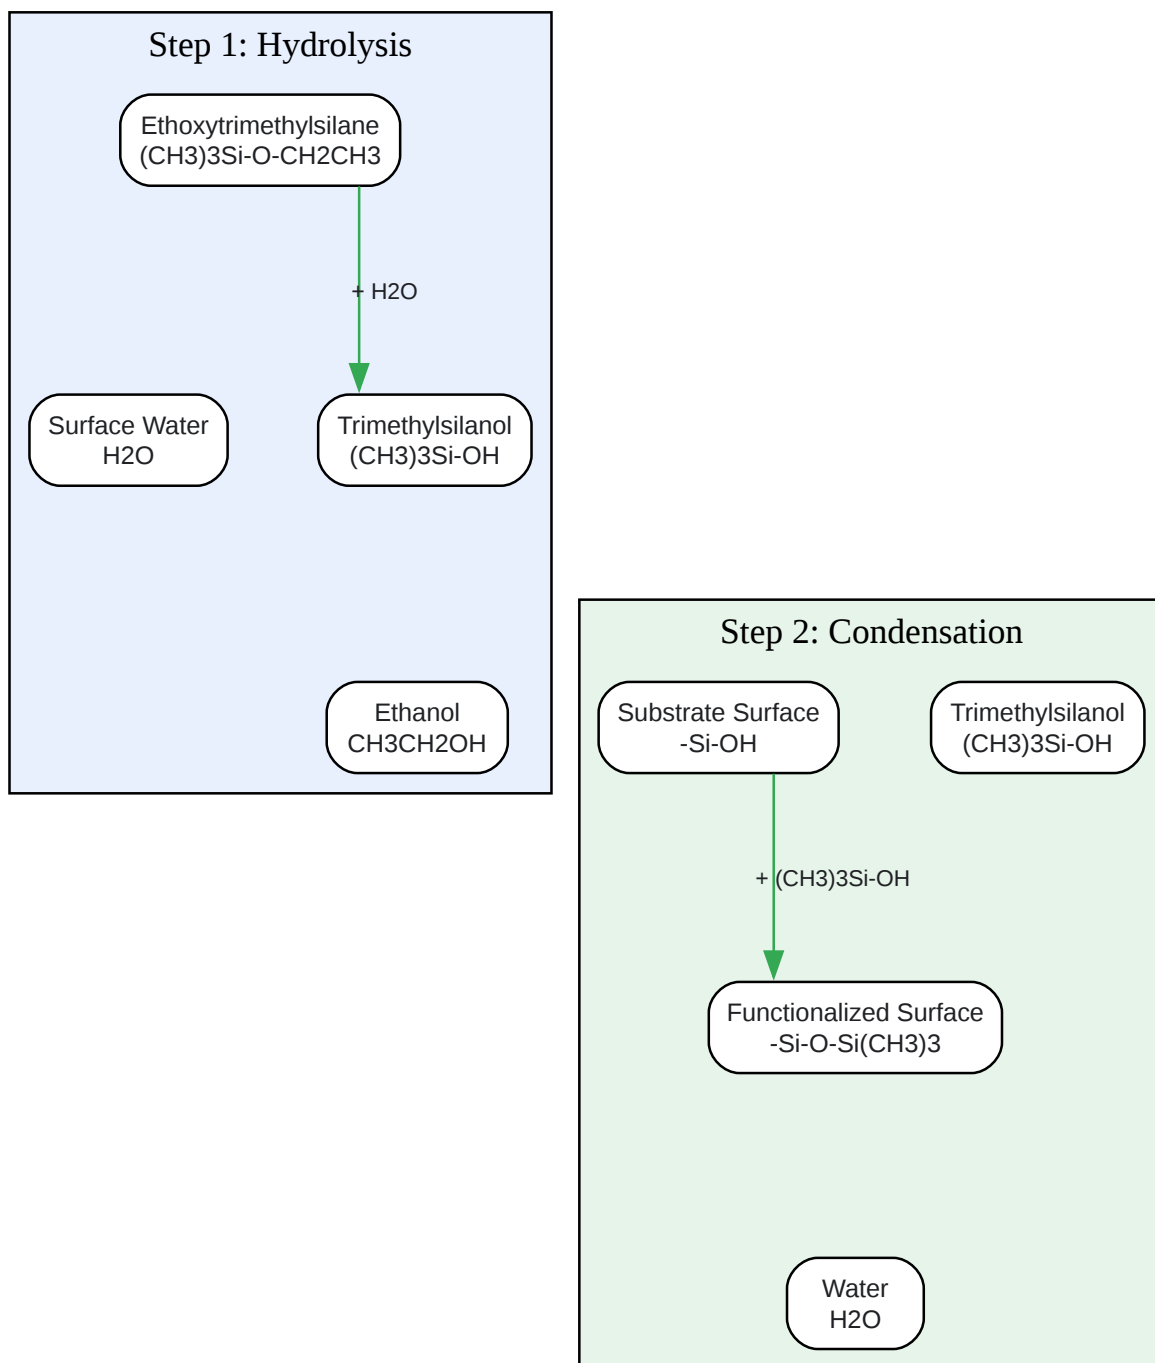 Step 1: Hydrolysis
Ethoxytrimethylsilane
(CH3)3Si-O-CH2CH3
+ H2O
Surface Water
H2O
Trimethylsilanol
(CH3)3Si-OH
Ethanol
CH3CH2OH
Step 2: Condensation
Substrate Surface
-Si-OH
Trimethylsilanol
(CH3)3Si-OH
+ (CH3)3Si-OH
Functionalized Surface
-Si-O-Si(CH3)3
Water
H2O